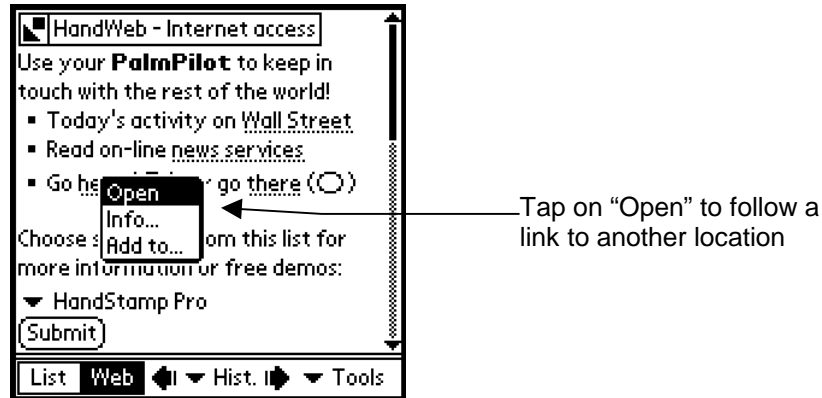 HandWeb - Internet access
Use your PalmPilot to keep in
touch with the rest of the world!
▪ Today's activity on Wall Street
▪ Read on-line news services
▪ Go go there ( )
Open
Info...
Add to...
Choose from this list for
more information or free demos:
HandStamp Pro
Submit
List Web Hist. Tools
Tap on “Open” to follow a
link to another location